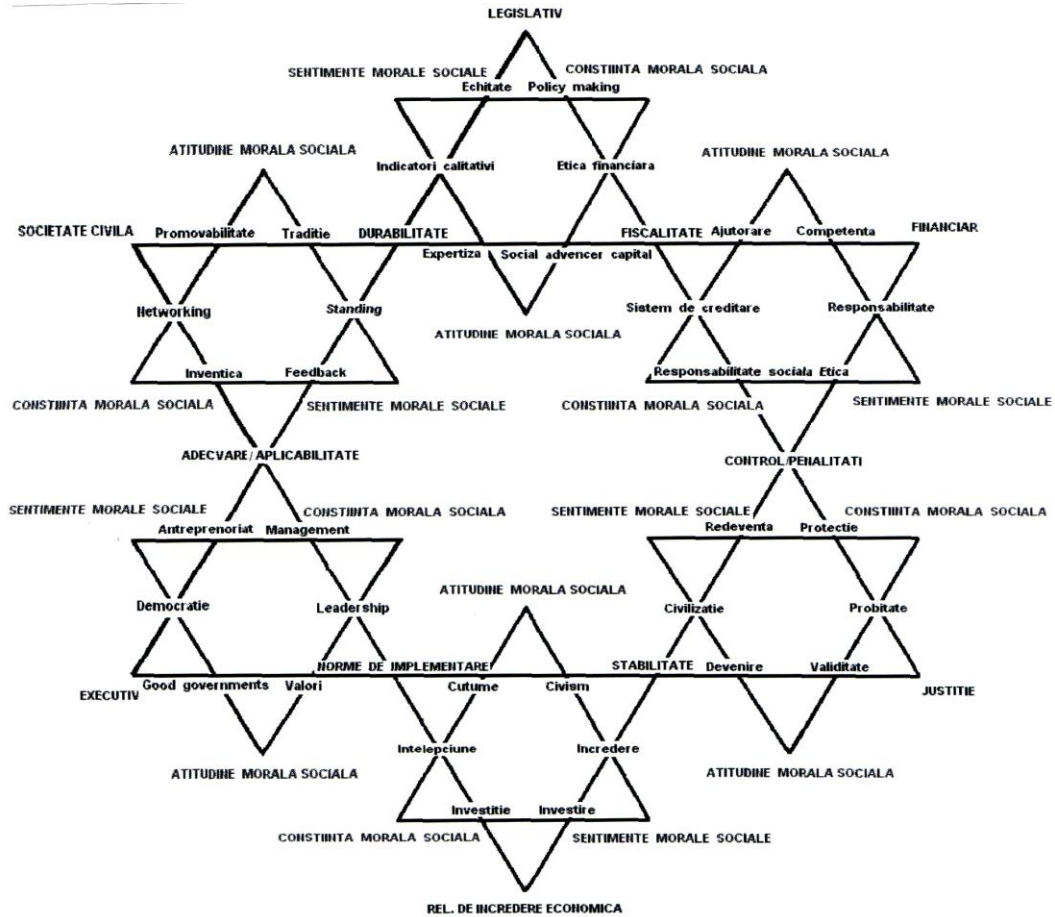 LEGISLATIV
SENTIMENTE MORALE SOCIALE
CONSTIINTA MORALA SOCIALA
Echitate Policy making
ATITUDINE MORALA SOCIALA
Indicatori calitativi
Etica financiara
ATITUDINE MORALA SOCIALA
SOCIETATE CIVILA
Promovabilitate
Traditie
DURABILITATE
FISCALITATE
Ajutorare
Competenta
FINANCIAR
Expertiza
Social advencer capital
Networking
Standing
ATITUDINE MORALA SOCIALA
Sistem de creditare
Responsabilitate
Inventica
Feedback
Responsabilitate sociala
Etica
CONSTIINTA MORALA SOCIALA
SENTIMENTE MORALE SOCIALE
CONSTIINTA MORALA SOCIALA
SENTIMENTE MORALE SOCIALE
ADECVARE/APLICABILITATE
CONTROL/PENALITATI
SENTIMENTE MORALE SOCIALE
CONSTIINTA MORALA SOCIALA
SENTIMENTE MORALE SOCIALE
CONSTIINTA MORALA SOCIALA
Antreprenoriat
Management
Redeventa
Protectie
ATITUDINE MORALA SOCIALA
Democratie
Leadership
Civilizatie
Probitate
NORME DE IMPLEMENTARE
STABILITATE
Devenire
Validitate
EXECUTIV
Good governments
Valori
Cutume
Civism
JUSTITIE
Intelepciune
Incredere
ATITUDINE MORALA SOCIALA
ATITUDINE MORALA SOCIALA
Investitie
Investire
CONSTIINTA MORALA SOCIALA
SENTIMENTE MORALE SOCIALE
REL. DE INCREDERE ECONOMICA